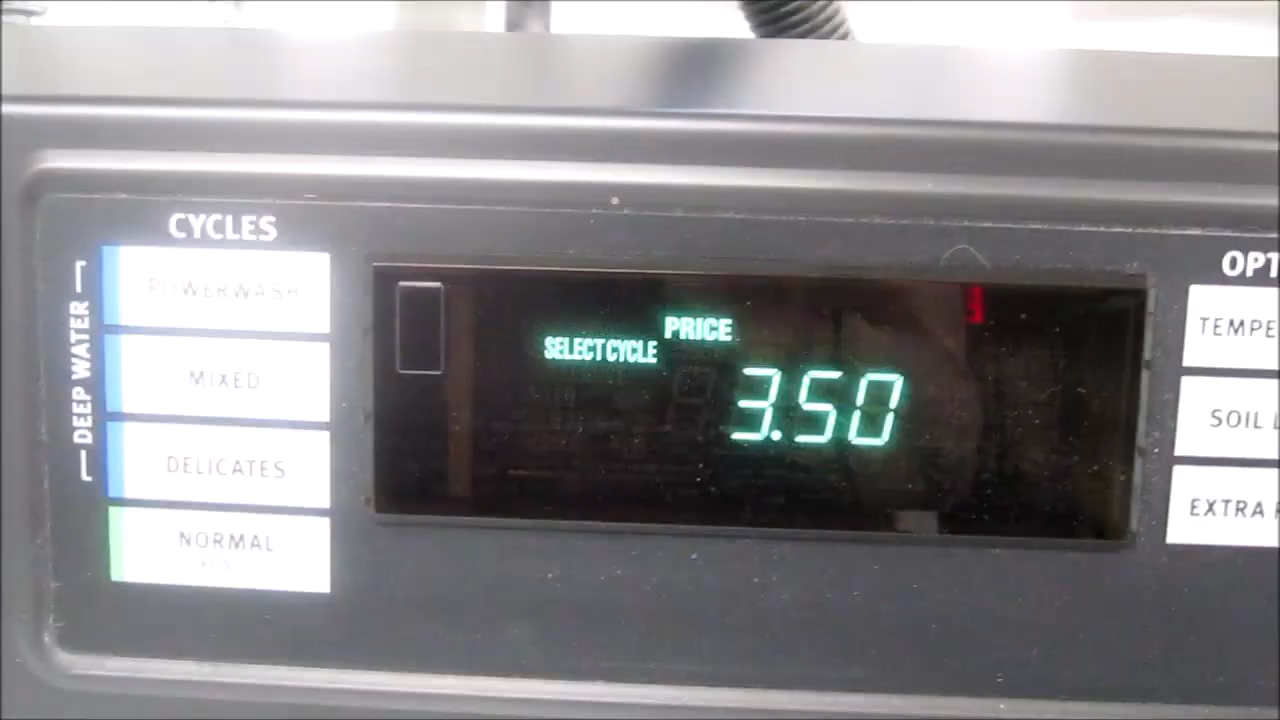 CYCLES
DEEP WATER
POWERWASH
MIXED
DELICATES
NORMAL
PRICE
SELECT CYCLE
3.50
OPT
TEMPE
SOIL L
EXTRA